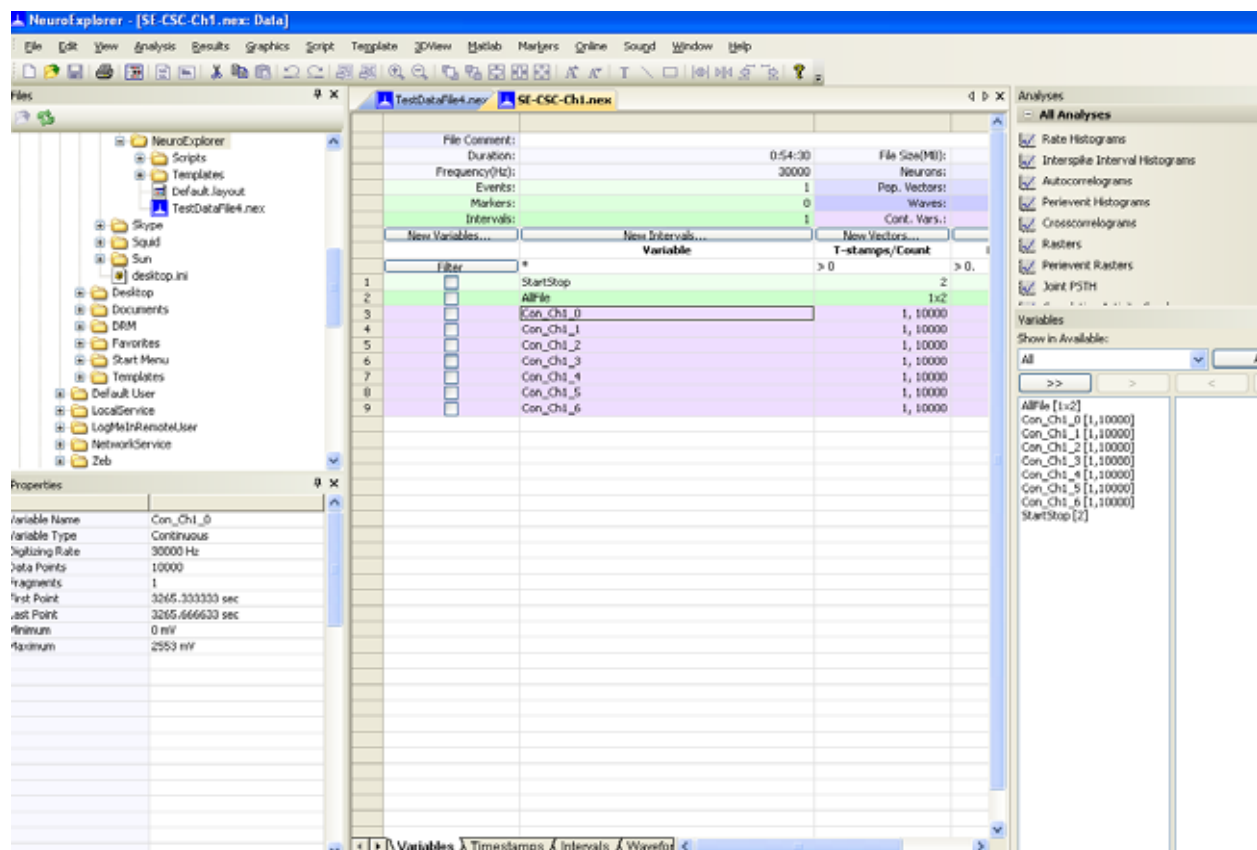 NeuroExplorer - [SE-CSC-Ch1.nex: Data]
File Edit View Analysis Results Graphics Script Template 3DView Matlab Markers Online Sound Window Help
Files
NeuroExplorer
Scripts
Templates
Default.layout
TestDataFile4.nex
Skype
Squid
Sun
desktop.ini
Desktop
Documents
DRM
Favorites
Start Menu
Templates
Default User
LocalService
LogMeInRemoteUser
NetworkService
Zeb
Properties
Variable Name Con_Ch1_0
Variable Type Continuous
Digitizing Rate 30000 Hz
Data Points 10000
Fragments 1
First Point 3265.333333 sec
Last Point 3265.666633 sec
Minimum 0 mV
Maximum 2553 mV
TestDataFile4.nex SE-CSC-Ch1.nex
File Comment:
Duration: 0:54:30 File Size(MB):
Frequency(Hz): 30000 Neurons:
Events: 1 Pop. Vectors:
Markers: 0 Waves:
Intervals: 1 Cont. Vars.:
New Variables... New Intervals... New Vectors...
Variable T-stamps/Count
Filter * > 0 > 0.
1 StartStop 2
2 AllFile 1x2
3 Con_Ch1_0 1, 10000
4 Con_Ch1_1 1, 10000
5 Con_Ch1_2 1, 10000
6 Con_Ch1_3 1, 10000
7 Con_Ch1_4 1, 10000
8 Con_Ch1_5 1, 10000
9 Con_Ch1_6 1, 10000
Variables Timestamps Intervals Wavefor
Analyses
All Analyses
Rate Histograms
Interspike Interval Histograms
Autocorrelograms
Perievent Histograms
Crosscorrelograms
Rasters
Perievent Rasters
Joint PSTH
Variables
Show in Available:
All
>> > <
AllFile [1x2]
Con_Ch1_0 [1,10000]
Con_Ch1_1 [1,10000]
Con_Ch1_2 [1,10000]
Con_Ch1_3 [1,10000]
Con_Ch1_4 [1,10000]
Con_Ch1_5 [1,10000]
Con_Ch1_6 [1,10000]
StartStop [2]